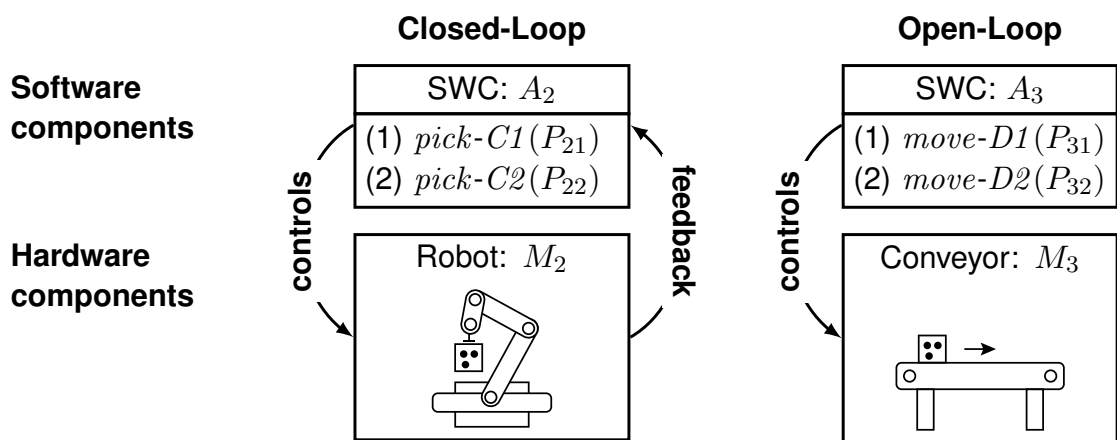 Closed-Loop
Open-Loop
Software
components
SWC: A₂
(1) pick-C1(P₂₁)
(2) pick-C2(P₂₂)
controls
feedback
SWC: A₃
(1) move-D1(P₃₁)
(2) move-D2(P₃₂)
controls
Hardware
components
Robot: M₂
Conveyor: M₃